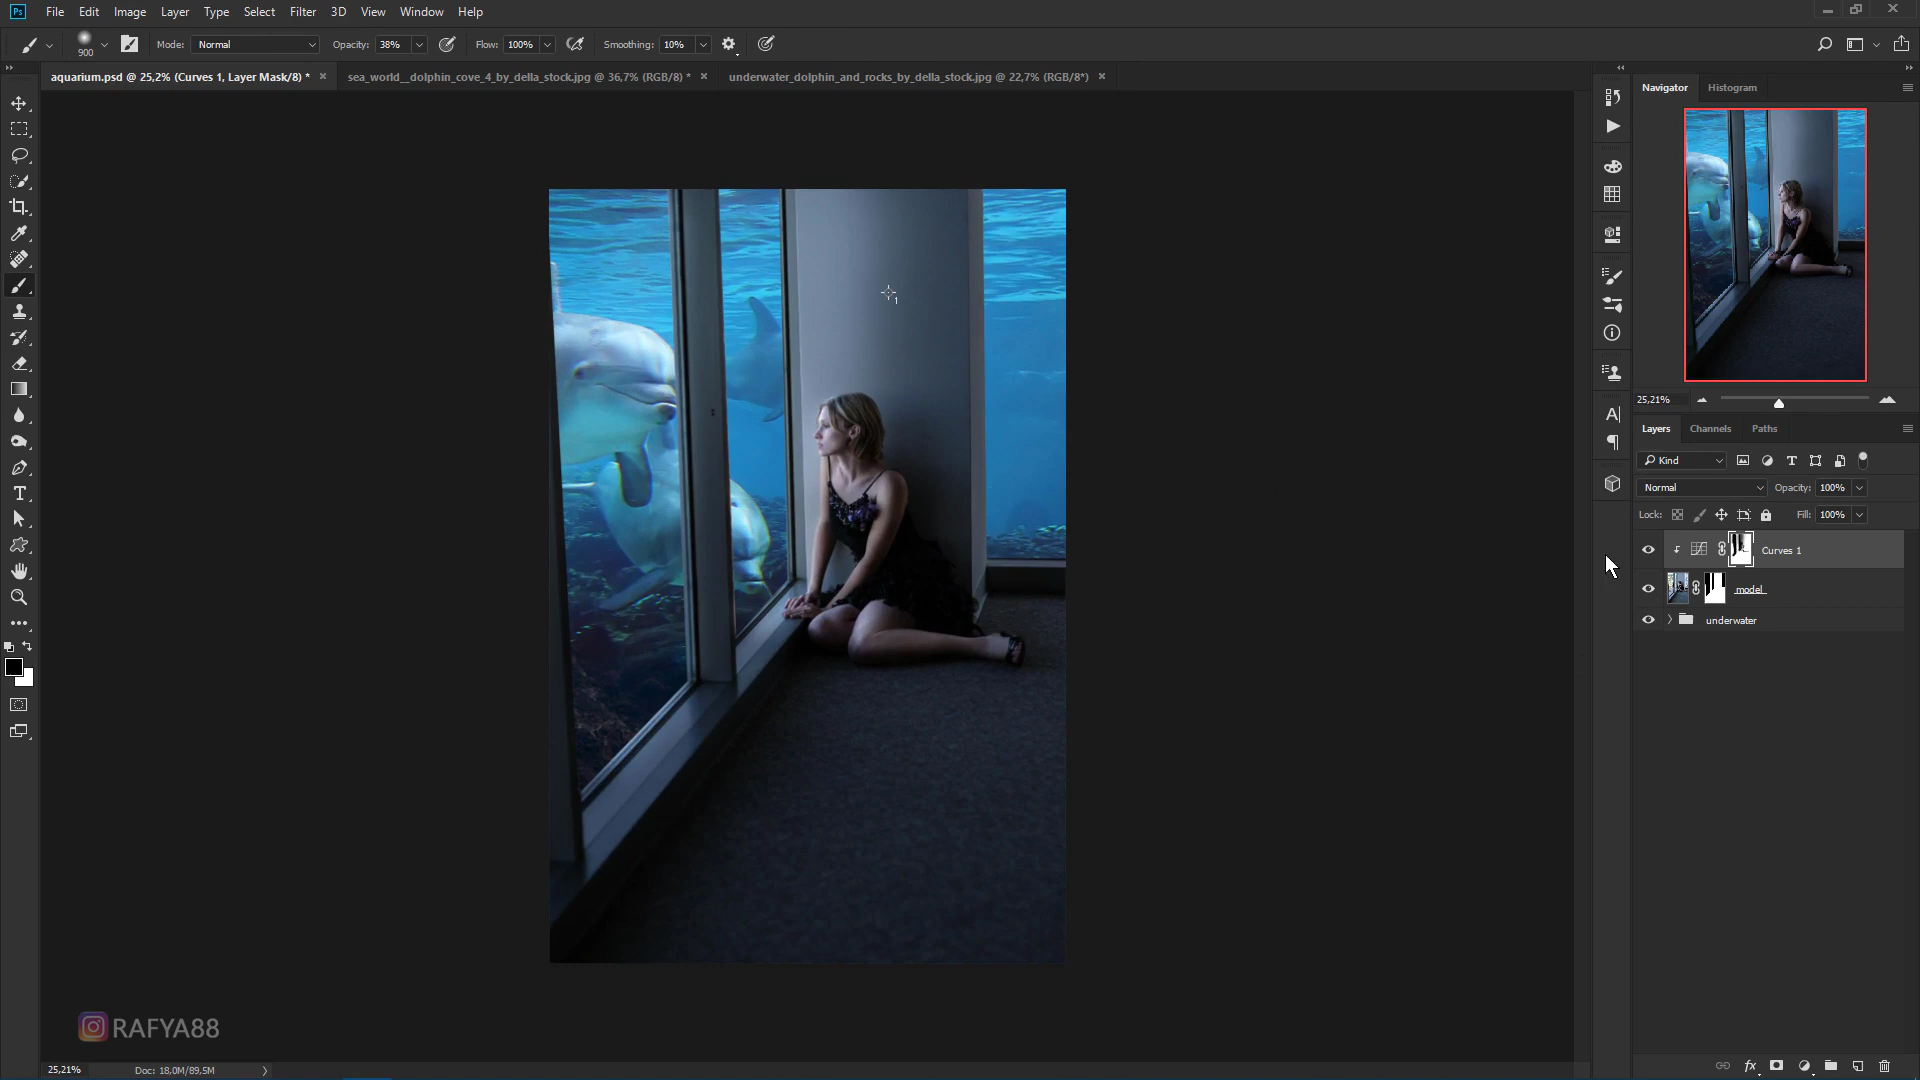 Ps File Edit Image Layer Type Select Filter 3D View Window Help
900 Mode: Normal Opacity: 38% Flow: 100% Smoothing: 10%
aquarium.psd @ 25,2% (Curves 1, Layer Mask/8) * × sea_world__dolphin_cove_4_by_della_stock.jpg @ 36,7% (RGB/8) * × underwater_dolphin_and_rocks_by_della_stock.jpg @ 22,7% (RGB/8*) ×
Navigator Histogram
25,21%
Layers Channels Paths
Kind
Normal Opacity: 100%
Lock: Fill: 100%
Curves 1
model
underwater
RAFYA88
25,21% Doc: 18,0M/89,5M